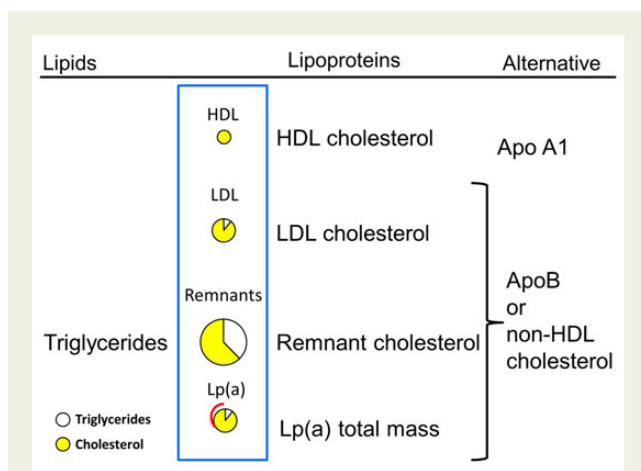 Lipids Lipoproteins Alternative
HDL
HDL cholesterol Apo A1
LDL
LDL cholesterol
ApoB
or
non-HDL
cholesterol
Remnants
Triglycerides Remnant cholesterol
Lp(a)
Lp(a) total mass
Triglycerides
Cholesterol